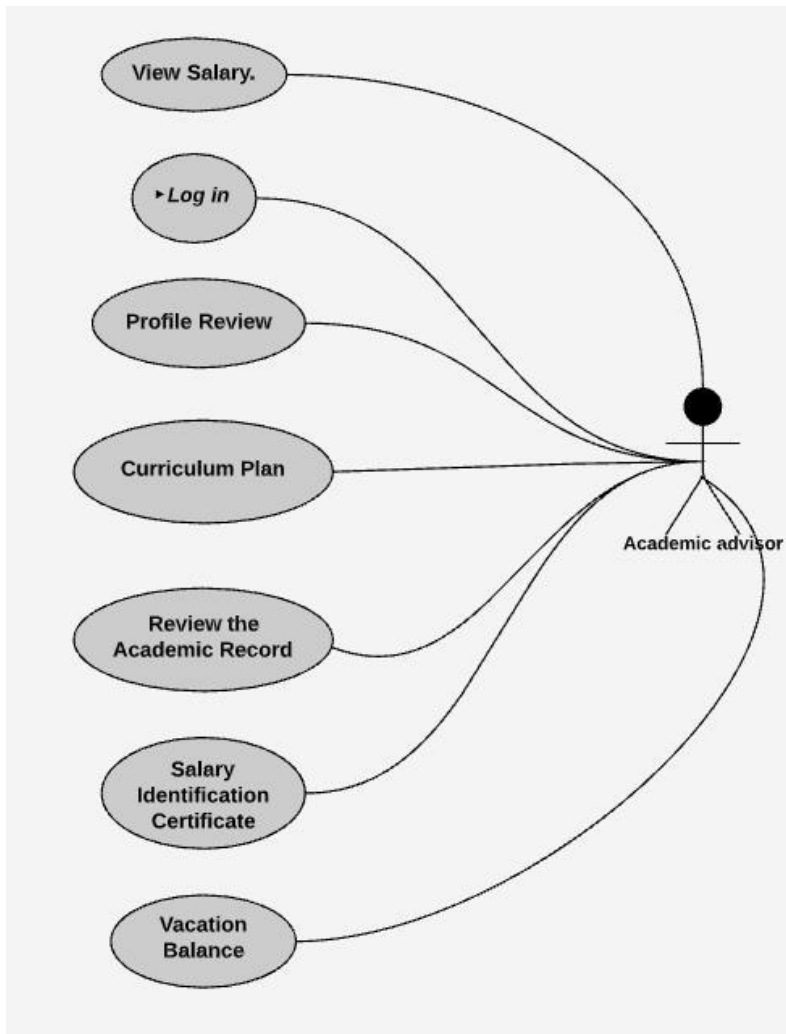 View Salary.
▸Log in
Profile Review
Curriculum Plan
Academic advisor
Review the
Academic Record
Salary
Identification
Certificate
Vacation
Balance